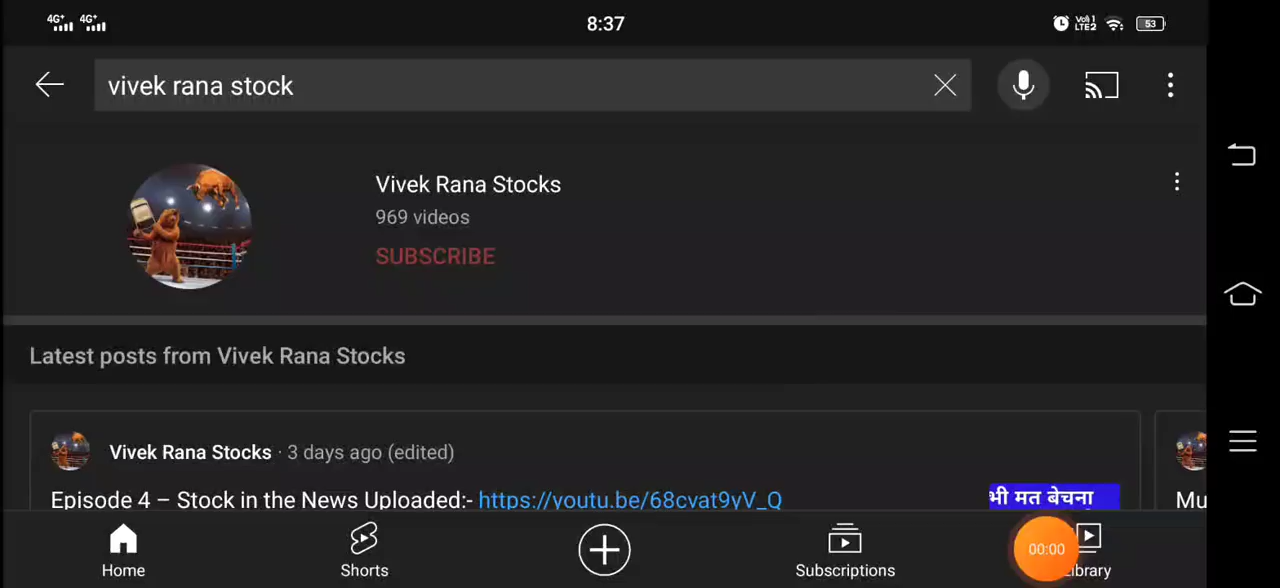 4G+ 4G+ 8:37 Vo)) 1 LTE2 53
vivek rana stock
Vivek Rana Stocks
969 videos
SUBSCRIBE
Latest posts from Vivek Rana Stocks
Vivek Rana Stocks · 3 days ago (edited)
Episode 4 – Stock in the News Uploaded:- https://youtu.be/68cvat9yV_Q
भी मत बेचना
Mu
Home Shorts Subscriptions 00:00 ibrary